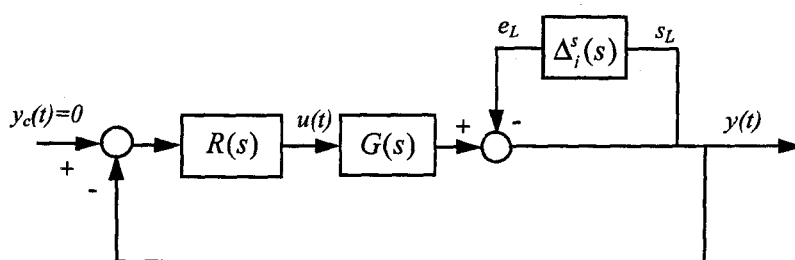 e_L
Δ_i^s(s)
s_L
y_c(t)=0
+
-
R(s)
u(t)
G(s)
+
-
y(t)